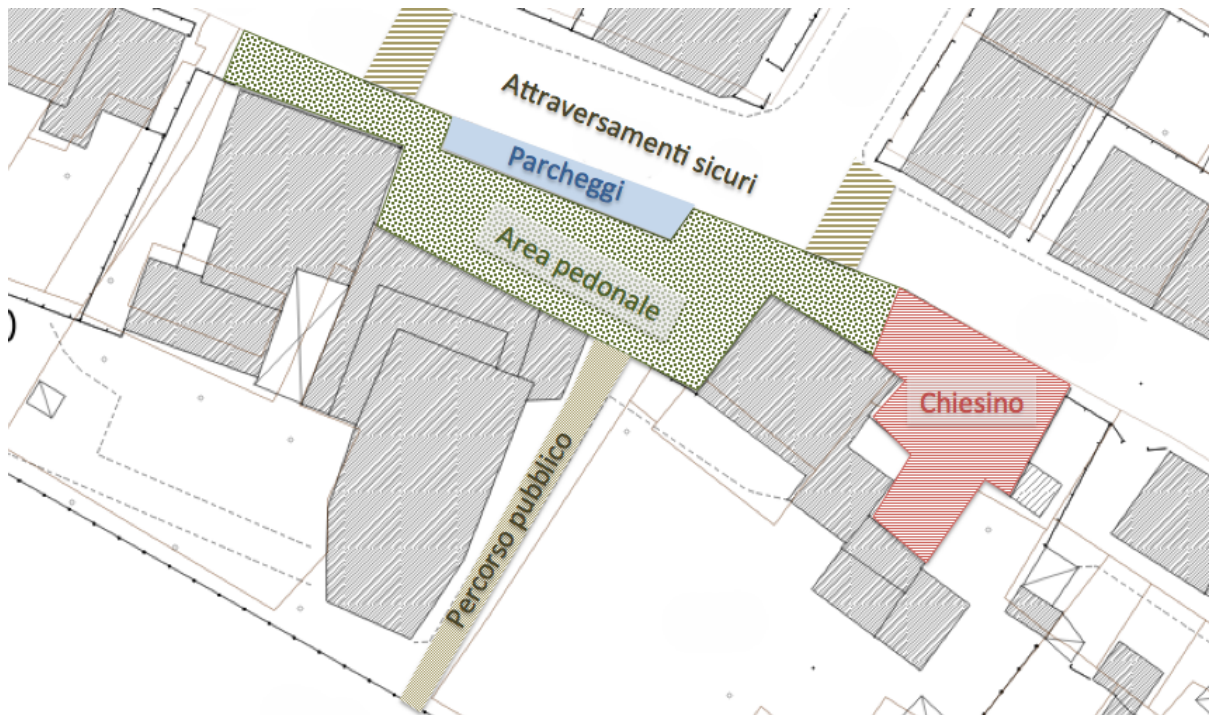 Attraversamenti sicuri
Parcheggi
Area pedonale
Chiesino
Percorso pubblico